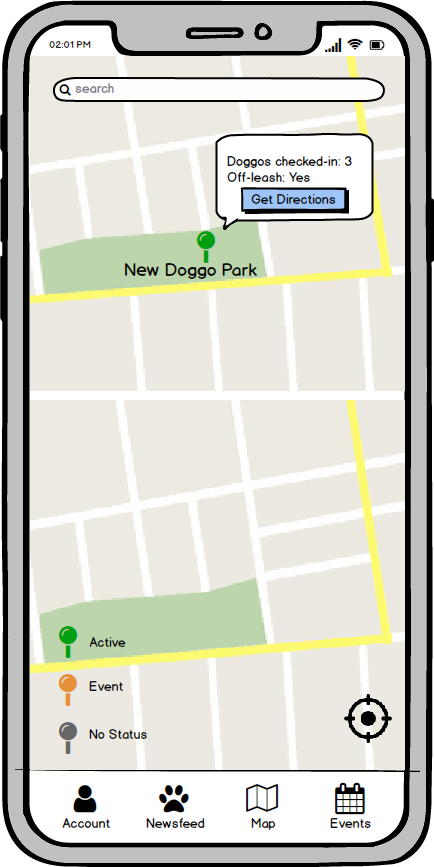 02:01 PM
search
Doggos checked-in: 3
Off-leash: Yes
Get Directions
New Doggo Park
Active
Event
No Status
Account
Newsfeed
Map
Events